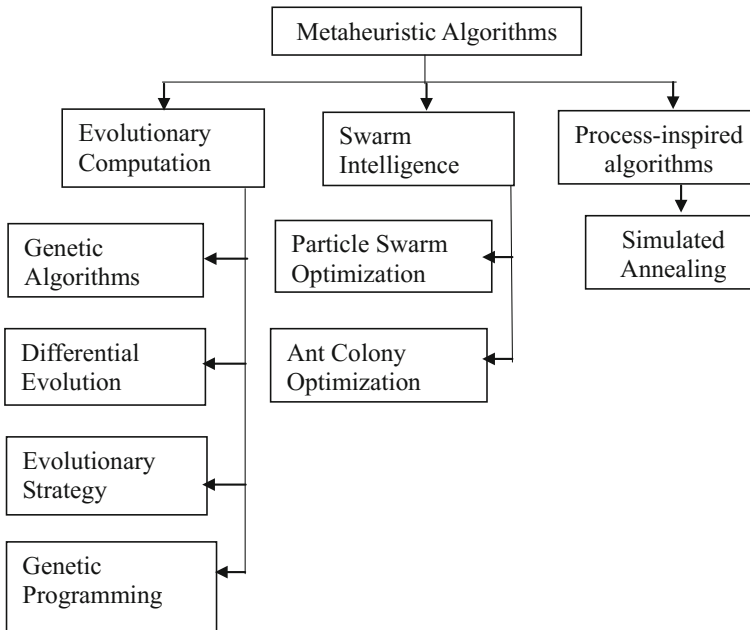 Metaheuristic Algorithms
Evolutionary
Computation
Swarm
Intelligence
Process-inspired
algorithms
Genetic
Algorithms
Differential
Evolution
Evolutionary
Strategy
Genetic
Programming
Particle Swarm
Optimization
Ant Colony
Optimization
Simulated
Annealing